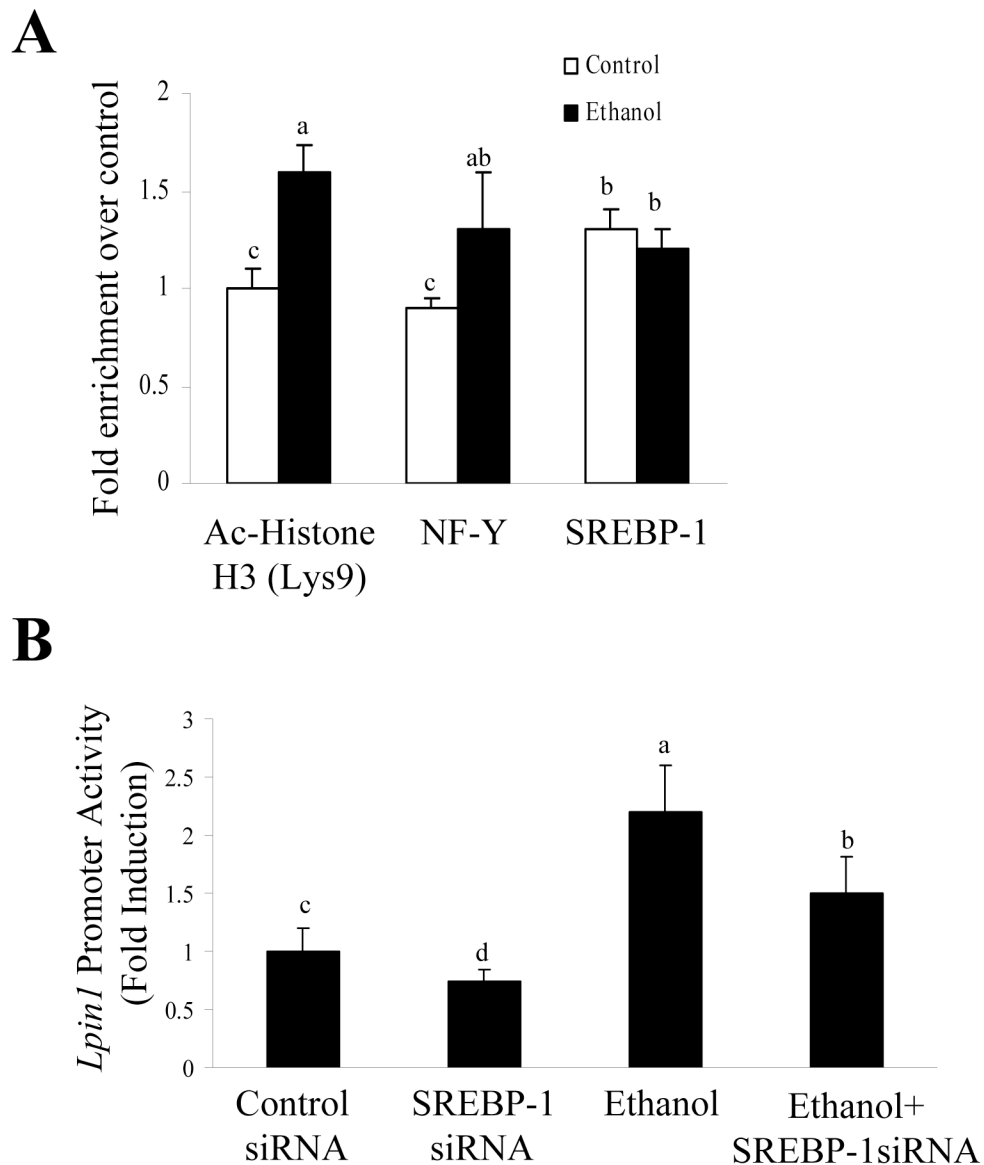 A
Fold enrichment over control
2
1.5
1
0.5
0
Control
Ethanol
c
a
c
ab
b
b
Ac-Histone
H3 (Lys9)
NF-Y
SREBP-1
B
Lpin1 Promoter Activity
(Fold Induction)
3
2.5
2
1.5
1
0.5
0
c
d
a
b
Control
siRNA
SREBP-1
siRNA
Ethanol
Ethanol+
SREBP-1siRNA